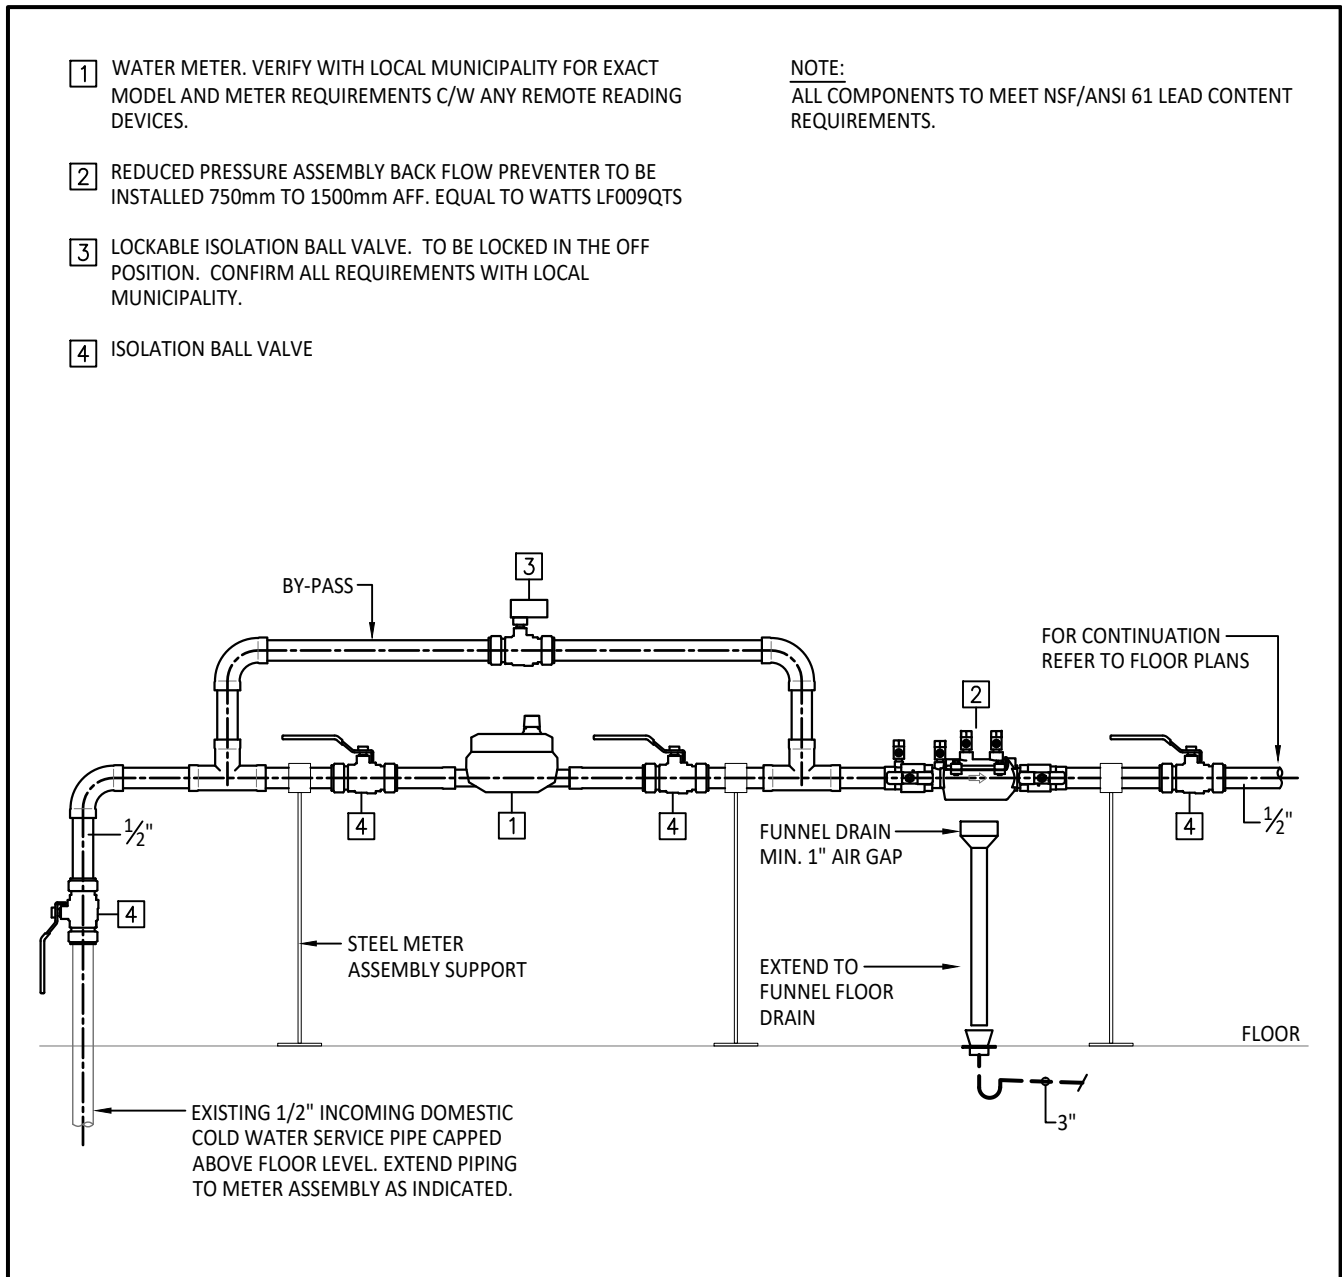 1 WATER METER. VERIFY WITH LOCAL MUNICIPALITY FOR EXACT
MODEL AND METER REQUIREMENTS C/W ANY REMOTE READING
DEVICES.
2 REDUCED PRESSURE ASSEMBLY BACK FLOW PREVENTER TO BE
INSTALLED 750mm TO 1500mm AFF. EQUAL TO WATTS LF009QTS
3 LOCKABLE ISOLATION BALL VALVE. TO BE LOCKED IN THE OFF
POSITION. CONFIRM ALL REQUIREMENTS WITH LOCAL
MUNICIPALITY.
4 ISOLATION BALL VALVE
NOTE:
ALL COMPONENTS TO MEET NSF/ANSI 61 LEAD CONTENT
REQUIREMENTS.
3
BY-PASS
FOR CONTINUATION
REFER TO FLOOR PLANS
2
1/2"
4
1
4
FUNNEL DRAIN
MIN. 1" AIR GAP
4
1/2"
4
STEEL METER
ASSEMBLY SUPPORT
EXTEND TO
FUNNEL FLOOR
DRAIN
FLOOR
3"
EXISTING 1/2" INCOMING DOMESTIC
COLD WATER SERVICE PIPE CAPPED
ABOVE FLOOR LEVEL. EXTEND PIPING
TO METER ASSEMBLY AS INDICATED.